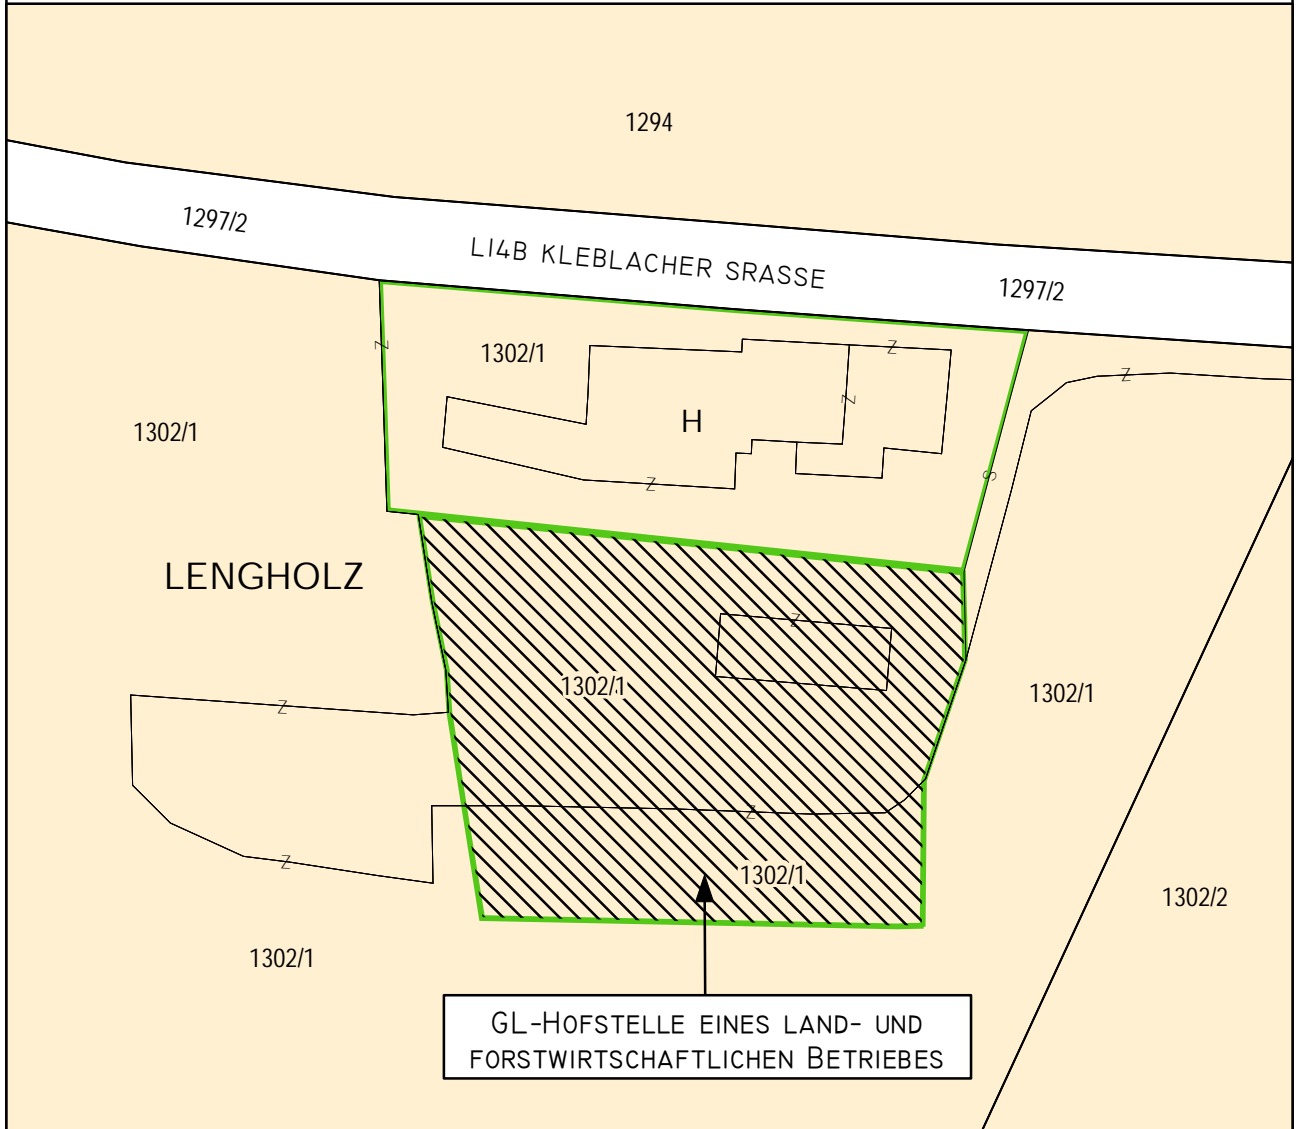 1294
1297/2
L14B KLEBLACHER SRASSE
1297/2
Z
1302/1
Z
Z
Z
1302/1
H
S
Z
LENGHOLZ
Z
1302/1
1302/1
Z
Z
Z
1302/1
1302/2
1302/1
GL-HOFSTELLE EINES LAND- UND
FORSTWIRTSCHAFTLICHEN BETRIEBES